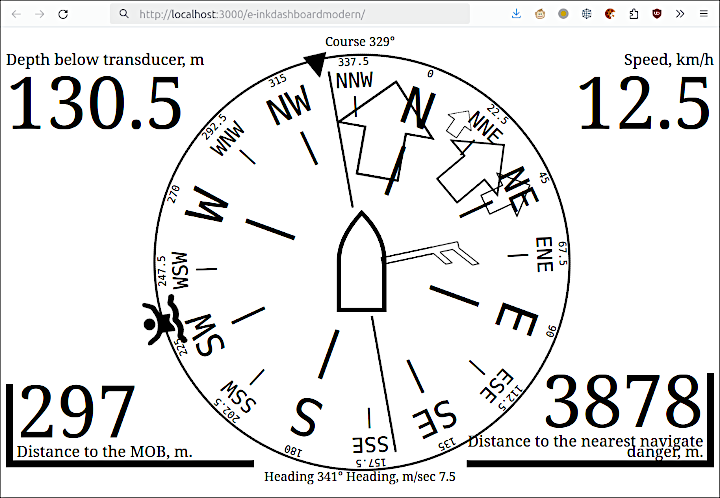 http://localhost:3000/e-inkdashboardmodern/
Course 329°
Depth below transducer, m
130.5
Speed, km/h
12.5
337.5
NNW
0
N
22.5
NNE
45
NE
67.5
ENE
90
E
112.5
ESE
135
SE
157.5
SSE
180
S
202.5
SSW
225
SW
247.5
WSW
270
W
292.5
WNW
315
NW
297
Distance to the MOB, m.
3878
Distance to the nearest navigate
danger, m.
Heading 341° Heading, m/sec 7.5